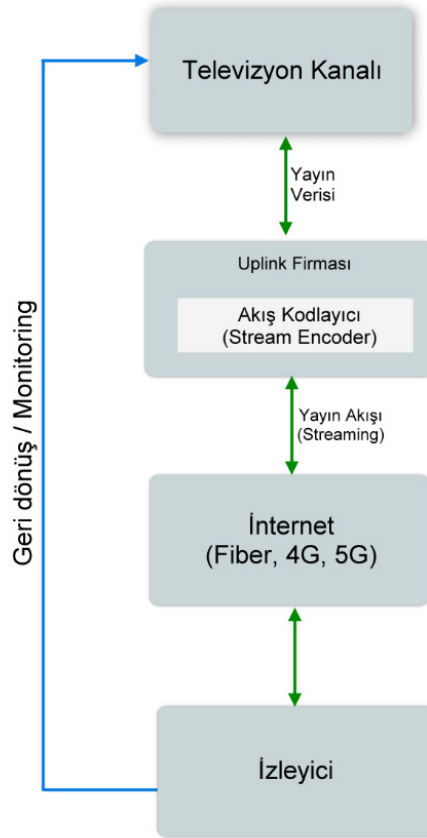 Televizyon Kanalı
Yayın
Verisi
Uplink Firması
Akış Kodlayıcı
(Stream Encoder)
Yayın Akışı
(Streaming)
İnternet
(Fiber, 4G, 5G)
İzleyici
Geri dönüş / Monitoring